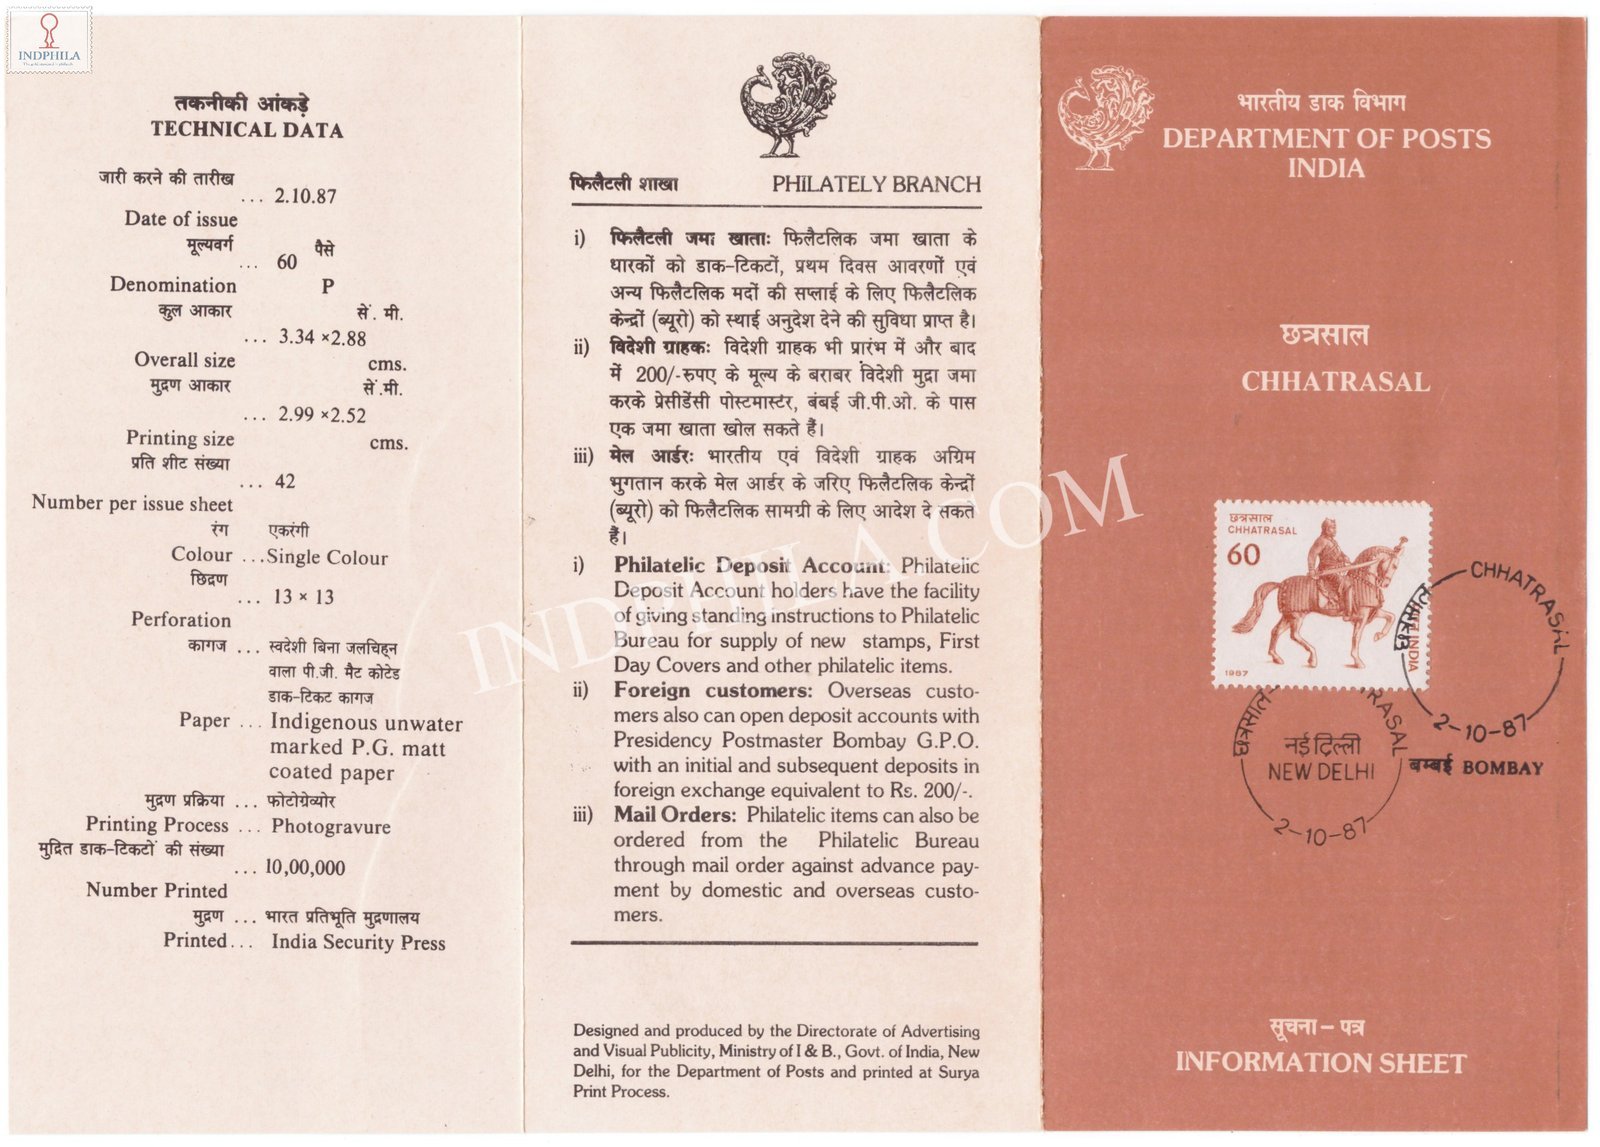 INDPHILA
तकनीकी आंकड़े
TECHNICAL DATA
जारी करने की तारीख
... 2.10.87
Date of issue
मूल्यवर्ग पैसे
... 60
Denomination P
कुल आकार सें. मी.
... 3.34 ×2.88
Overall size cms.
मुद्रण आकार सें.मी.
... 2.99 ×2.52
Printing size cms.
प्रति शीट संख्या
... 42
Number per issue sheet
रंग एकरंगी
Colour ...Single Colour
छिद्रण
... 13 × 13
Perforation
कागज ... स्वदेशी बिना जलचिह्न
वाला पी.जी. मैट कोटेड
डाक-टिकट कागज
Paper ... Indigenous unwater
marked P.G. matt
coated paper
मुद्रण प्रक्रिया ... फोटोग्रेव्योर
Printing Process ... Photogravure
मुद्रित डाक-टिकटों की संख्या
... 10,00,000
Number Printed
मुद्रण ... भारत प्रतिभूति मुद्रणालय
Printed... India Security Press
फिलैटली शाखा PHILATELY BRANCH
i) फिलैटली जमा खाताः फिलैटलिक जमा खाता के
धारकों को डाक-टिकटों, प्रथम दिवस आवरणों एवं
अन्य फिलैटलिक मदों की सप्लाई के लिए फिलैटलिक
केन्द्रों (ब्यूरो) को स्थाई अनुदेश देने की सुविधा प्राप्त है।
ii) विदेशी ग्राहकः विदेशी ग्राहक भी प्रारंभ में और बाद
में 200/-रुपए के मूल्य के बराबर विदेशी मुद्रा जमा
करके प्रेसीडेंसी पोस्टमास्टर, बंबई जी.पी.ओ. के पास
एक जमा खाता खोल सकते हैं।
iii) मेल आर्डरः भारतीय एवं विदेशी ग्राहक अग्रिम
भुगतान करके मेल आर्डर के जरिए फिलैटलिक केन्द्रों
(ब्यूरो) को फिलैटलिक सामग्री के लिए आदेश दे सकते
हैं।
i) Philatelic Deposit Account: Philatelic
Deposit Account holders have the facility
of giving standing instructions to Philatelic
Bureau for supply of new stamps, First
Day Covers and other philatelic items.
ii) Foreign customers: Overseas custo-
mers also can open deposit accounts with
Presidency Postmaster Bombay G.P.O.
with an initial and subsequent deposits in
foreign exchange equivalent to Rs. 200/-.
iii) Mail Orders: Philatelic items can also be
ordered from the Philatelic Bureau
through mail order against advance pay-
ment by domestic and overseas custo-
mers.
Designed and produced by the Directorate of Advertising
and Visual Publicity, Ministry of I & B., Govt. of India, New
Delhi, for the Department of Posts and printed at Surya
Print Process.
INDPHILA.COM
भारतीय डाक विभाग
DEPARTMENT OF POSTS
INDIA
छत्रसाल
CHHATRASAL
छत्रसाल
CHHATRASAL
60
भारत INDIA
1987
छत्रसाल CHHATRASAL
2-10-87
बम्बई BOMBAY
छत्रसाल- RASAL
नई दिल्ली
NEW DELHI
2-10-87
सूचना - पत्र
INFORMATION SHEET